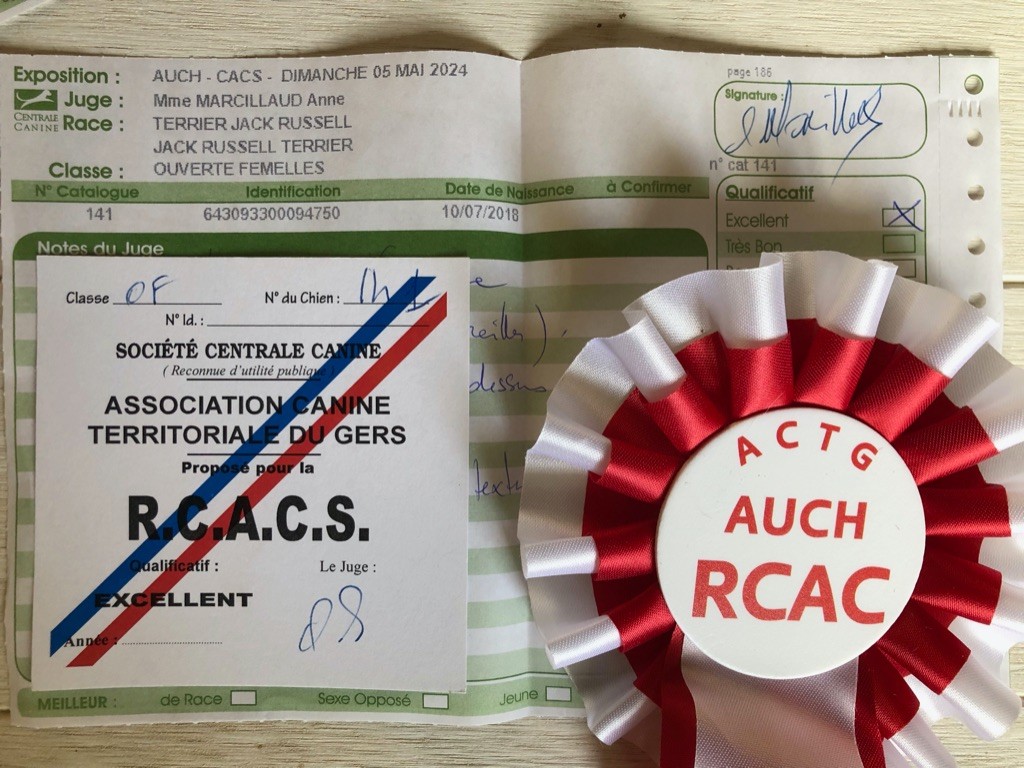 Exposition : AUCH - CACS - DIMANCHE 05 MAI 2024
CENTRALE CANINE
Juge : Mme MARCILLAUD Anne
Race : TERRIER JACK RUSSELL
JACK RUSSELL TERRIER
Classe : OUVERTE FEMELLES
page 186
Signature :
n° cat 141
N° Catalogue Identification Date de Naissance à Confirmer
141 643093300094750 10/07/2018
Qualificatif
Excellent X
Très Bon
Notes du Juge
dessus
Classe OF N° du Chien : 141
N° Id. :
SOCIÉTÉ CENTRALE CANINE
( Reconnue d'utilité publique )
ASSOCIATION CANINE
TERRITORIALE DU GERS
Proposé pour la
R.C.A.C.S.
Qualificatif : Le Juge :
EXCELLENT
Année :
MEILLEUR : de Race Sexe Opposé Jeune
ACTG
AUCH
RCAC